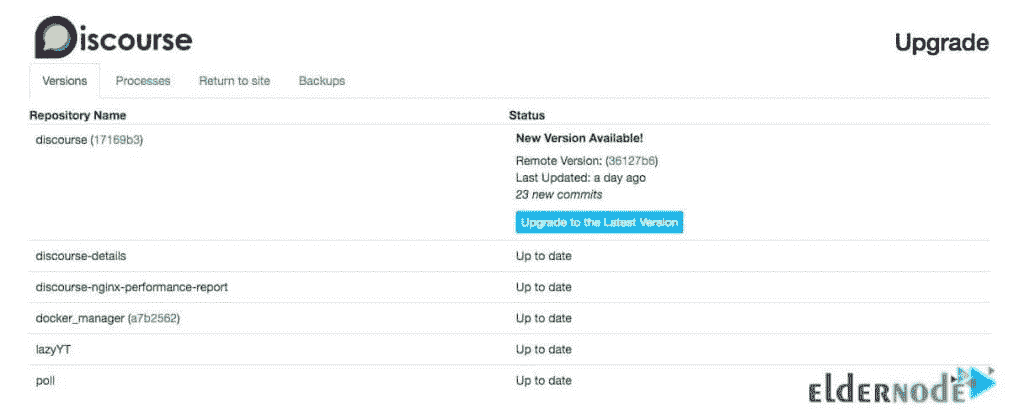 Discourse
Upgrade
Versions Processes Return to site Backups
Repository Name Status
discourse (17169b3) New Version Available!
Remote Version: (36127b6)
Last Updated: a day ago
23 new commits
Upgrade to the Latest Version
discourse-details Up to date
discourse-nginx-performance-report Up to date
docker_manager (a7b2562) Up to date
lazyYT Up to date
poll Up to date
ELDERNODE